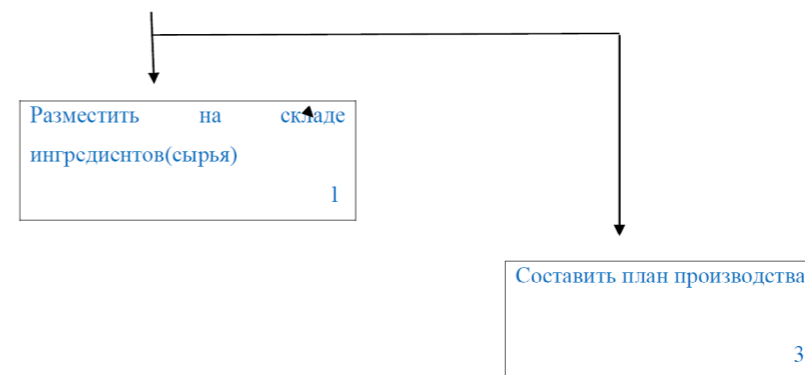 Разместить на складе
ингредиентов(сырья)
1
Составить план производства
3